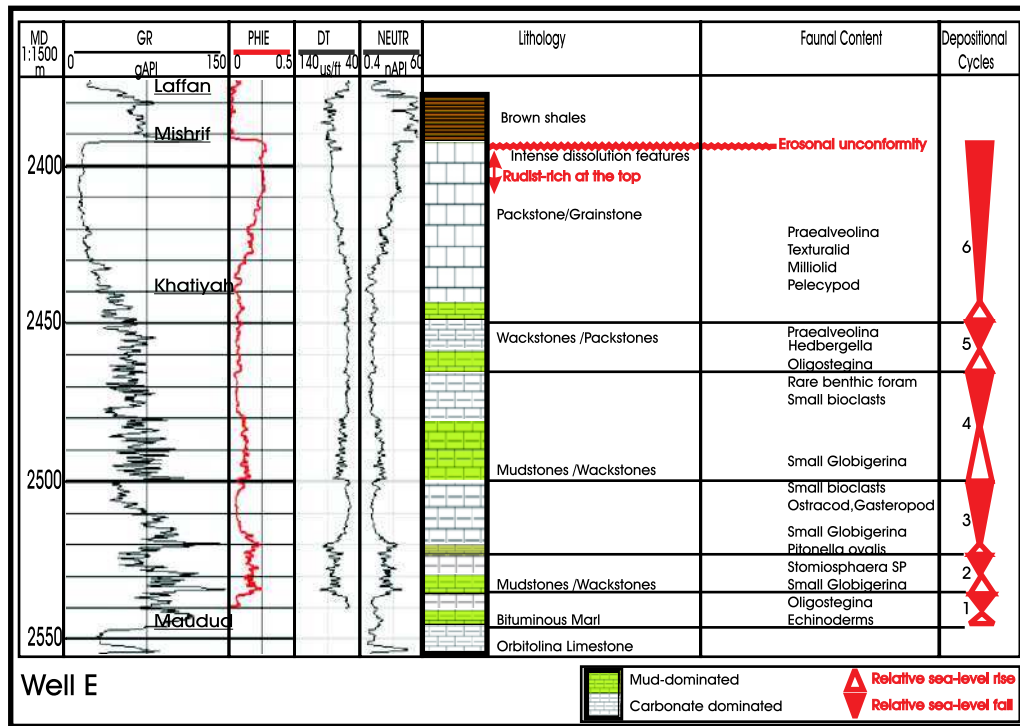 MD
1:1500
m
GR
0 150
gAPI
PHIE
0 0.5
DT
140 40
us/ft
NEUTR
0.4 60
nAPI
Lithology
Faunal Content
Depositional
Cycles
Laffan
Mishrif
Khatiyah
Maudud
2400
2450
2500
2550
Brown shales
Erosonal unconformity
Intense dissolution features
Rudist-rich at the top
Packstone/Grainstone
Wackstones /Packstones
Mudstones /Wackstones
Mudstones /Wackstones
Bituminous Marl
Orbitolina Limestone
Praealveolina
Texturalid
Milliolid
Pelecypod
Praealveolina
Hedbergella
Oligostegina
Rare benthic foram
Small bioclasts
Small Globigerina
Small bioclasts
Ostracod,Gasteropod
Small Globigerina
Pitonella ovalis
Stomiosphaera SP
Small Globigerina
Oligostegina
Echinoderms
6
5
4
3
2
1
Well E
Mud-dominated
Carbonate dominated
Relative sea-level rise
Relative sea-level fall